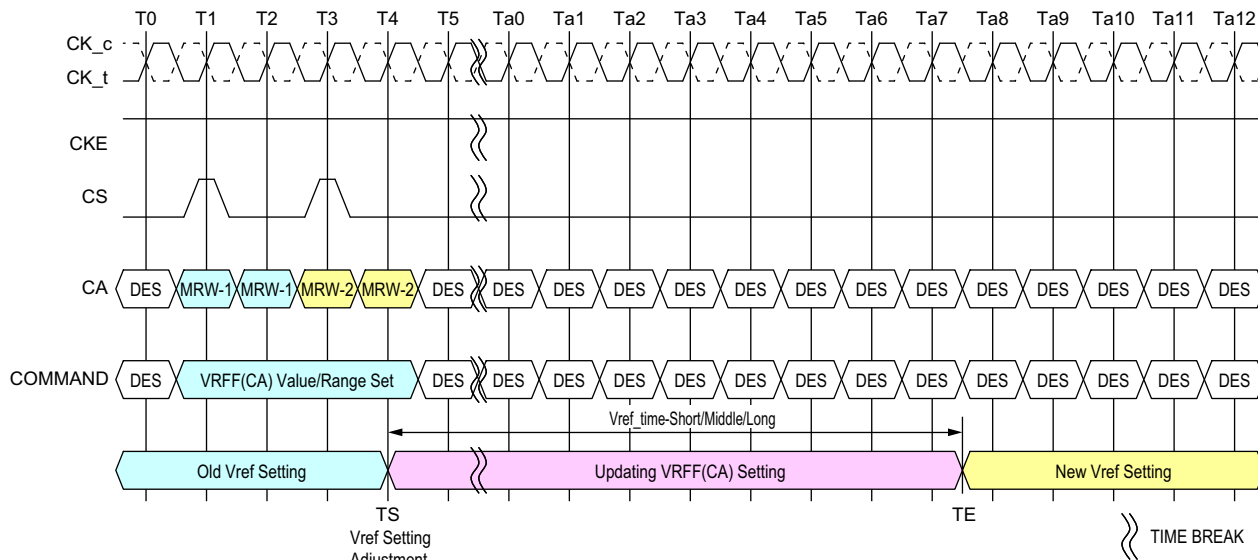 T0 T1 T2 T3 T4 T5 Ta0 Ta1 Ta2 Ta3 Ta4 Ta5 Ta6 Ta7 Ta8 Ta9 Ta10 Ta11 Ta12
CK_c
CK_t
CKE
CS
CA DES MRW-1 MRW-1 MRW-2 MRW-2 DES DES DES DES DES DES DES DES DES DES DES DES DES DES
COMMAND DES VRFF(CA) Value/Range Set DES DES DES DES DES DES DES DES DES DES DES DES DES DES
Vref_time-Short/Middle/Long
Old Vref Setting Updating VRFF(CA) Setting New Vref Setting
TS TE
Vref Setting
Adjustment
TIME BREAK